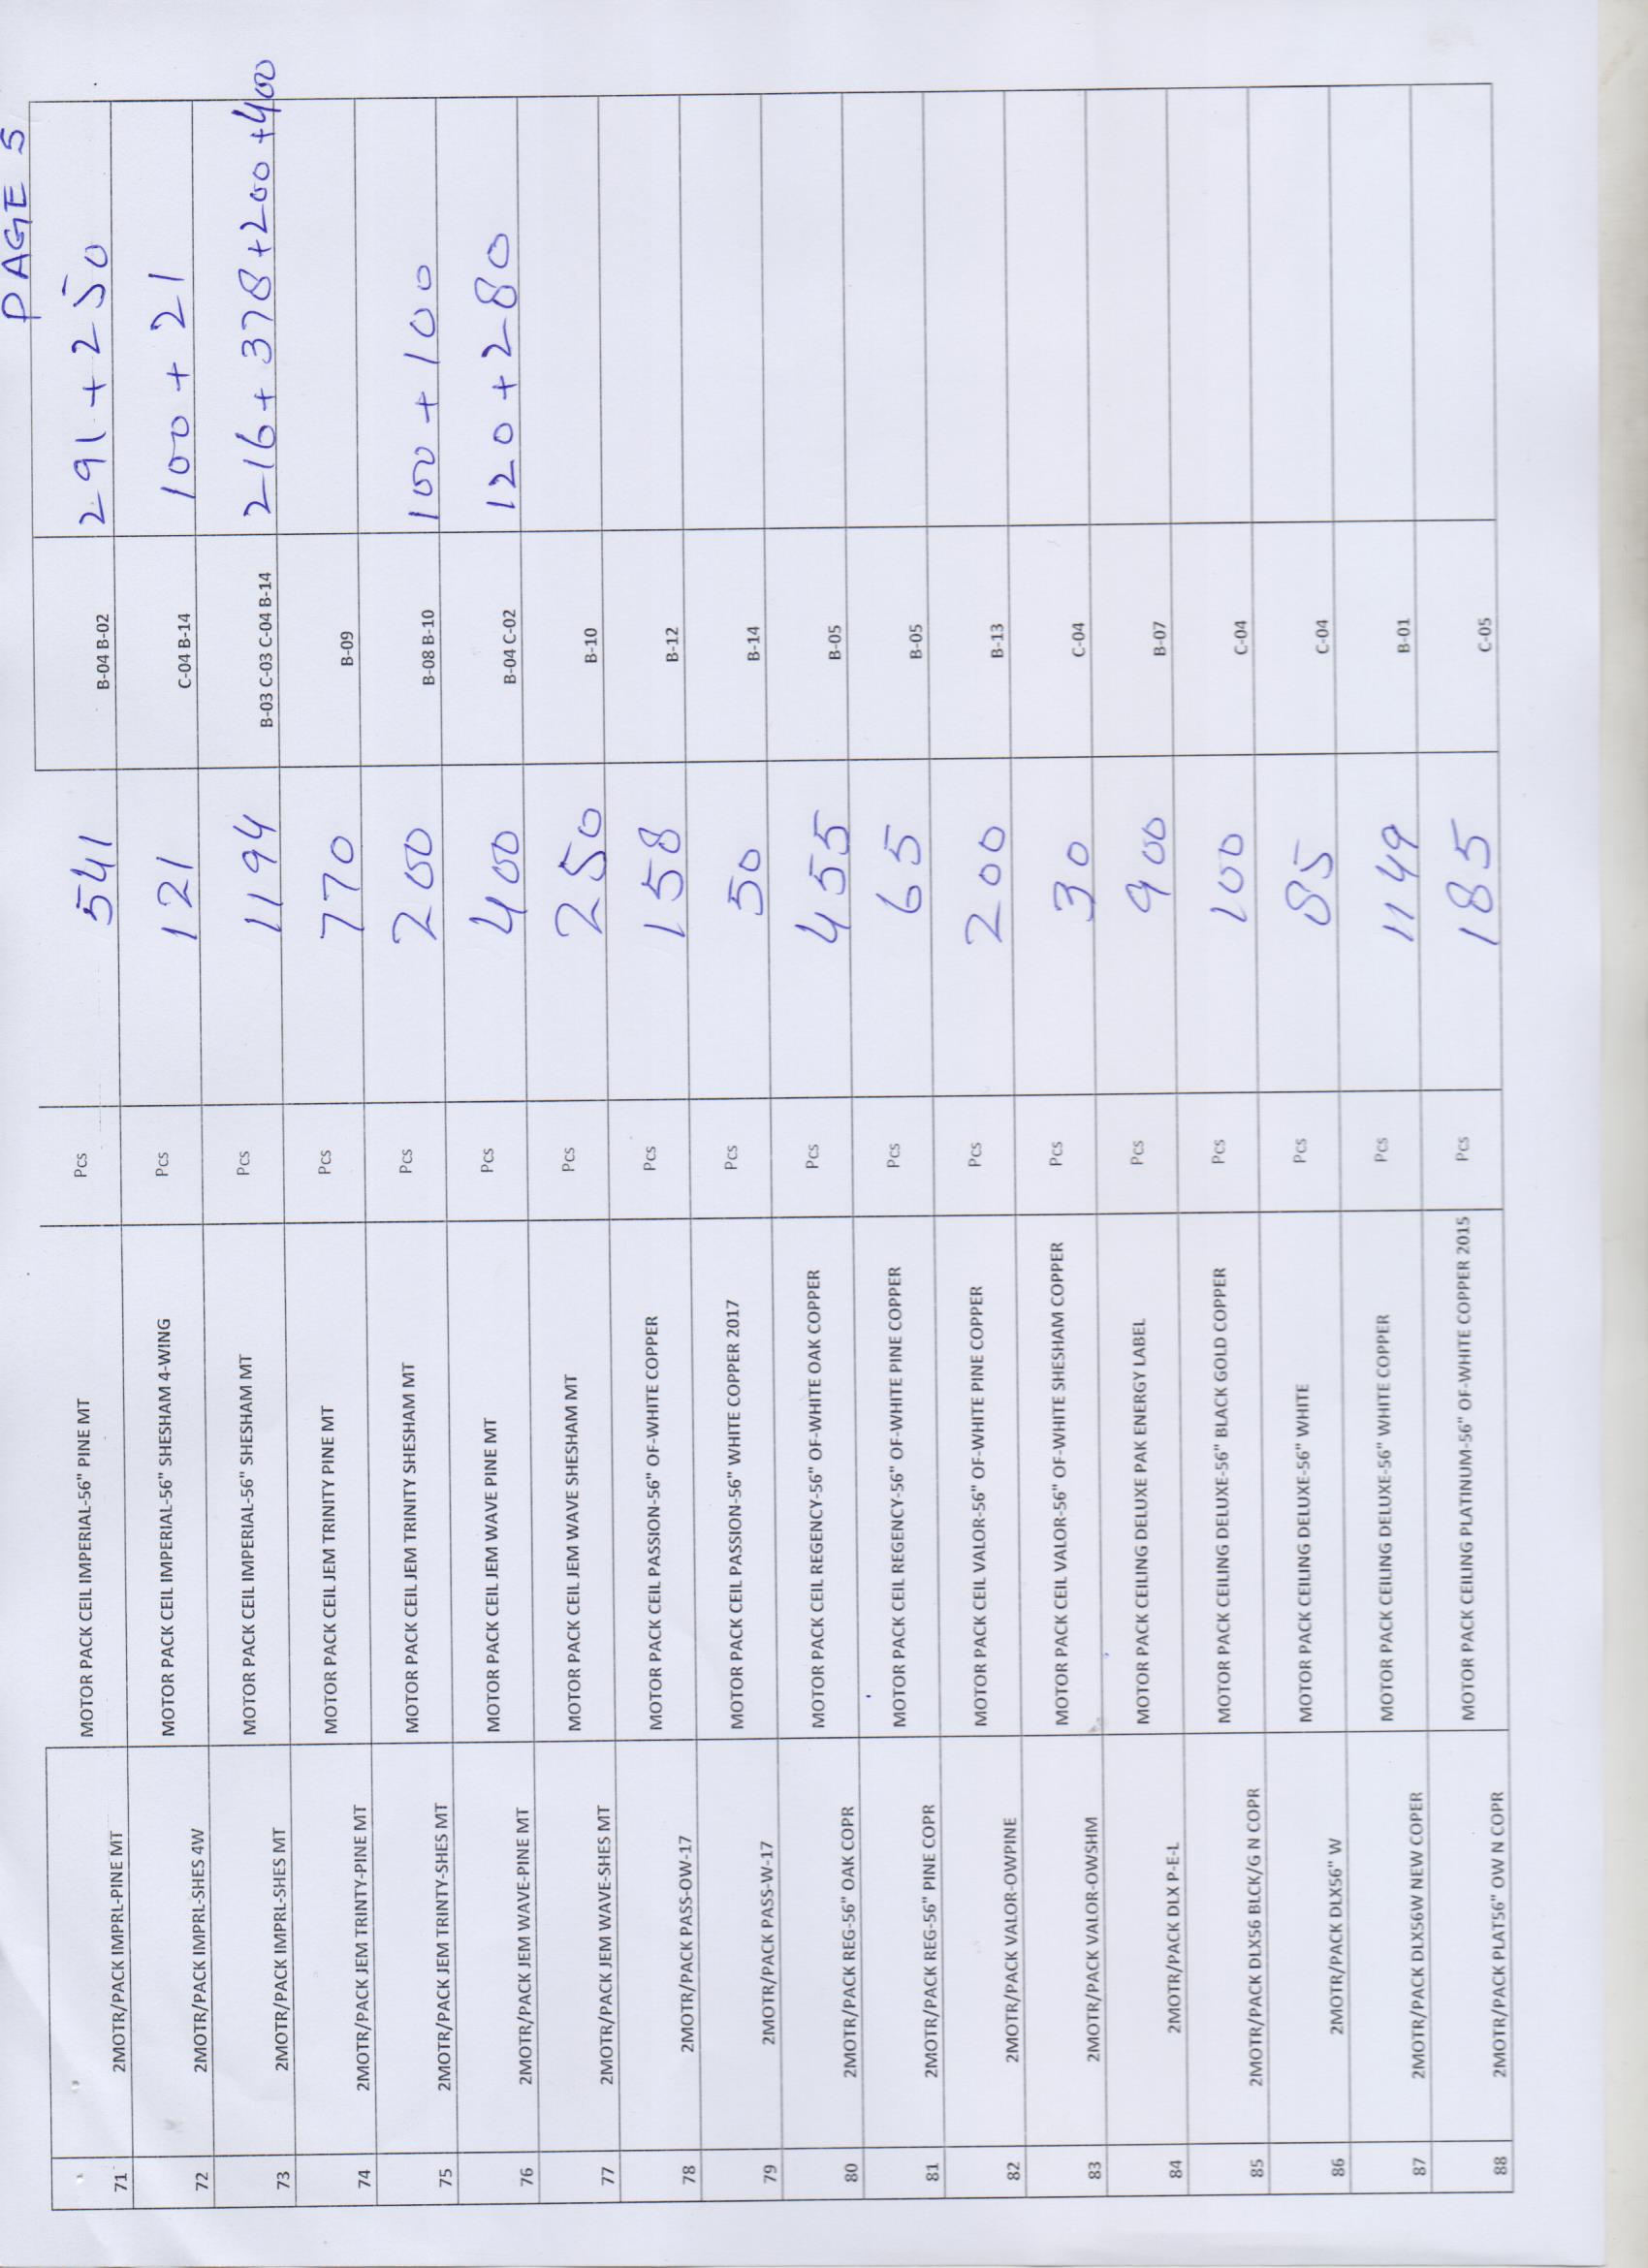 PAGE 5
71 2MOTR/PACK IMPRL-PINE MT MOTOR PACK CEIL IMPERIAL-56" PINE MT Pcs 541 B-04 B-02 291 + 250
72 2MOTR/PACK IMPRL-SHES 4W MOTOR PACK CEIL IMPERIAL-56" SHESHAM 4-WING Pcs 121 C-04 B-14 100 + 21
73 2MOTR/PACK IMPRL-SHES MT MOTOR PACK CEIL IMPERIAL-56" SHESHAM MT Pcs 1194 B-03 C-03 C-04 B-14 216 + 378 + 200 + 400
74 2MOTR/PACK JEM TRINTY-PINE MT MOTOR PACK CEIL JEM TRINITY PINE MT Pcs 770 B-09
75 2MOTR/PACK JEM TRINTY-SHES MT MOTOR PACK CEIL JEM TRINITY SHESHAM MT Pcs 200 B-08 B-10 100 + 100
76 2MOTR/PACK JEM WAVE-PINE MT MOTOR PACK CEIL JEM WAVE PINE MT Pcs 400 B-04 C-02 120 + 280
77 2MOTR/PACK JEM WAVE-SHES MT MOTOR PACK CEIL JEM WAVE SHESHAM MT Pcs 250 B-10
78 2MOTR/PACK PASS-OW-17 MOTOR PACK CEIL PASSION-56" OF-WHITE COPPER Pcs 158 B-12
79 2MOTR/PACK PASS-W-17 MOTOR PACK CEIL PASSION-56" WHITE COPPER 2017 Pcs 50 B-14
80 2MOTR/PACK REG-56" OAK COPR MOTOR PACK CEIL REGENCY-56" OF-WHITE OAK COPPER Pcs 455 B-05
81 2MOTR/PACK REG-56" PINE COPR MOTOR PACK CEIL REGENCY-56" OF-WHITE PINE COPPER Pcs 65 B-05
82 2MOTR/PACK VALOR-OWPINE MOTOR PACK CEIL VALOR-56" OF-WHITE PINE COPPER Pcs 200 B-13
83 2MOTR/PACK VALOR-OWSHM MOTOR PACK CEIL VALOR-56" OF-WHITE SHESHAM COPPER Pcs 30 C-04
84 2MOTR/PACK DLX P-E-L MOTOR PACK CEILING DELUXE PAK ENERGY LABEL Pcs 900 B-07
85 2MOTR/PACK DLX56 BLCK/G N COPR MOTOR PACK CEILING DELUXE-56" BLACK GOLD COPPER Pcs 100 C-04
86 2MOTR/PACK DLX56" W MOTOR PACK CEILING DELUXE-56" WHITE Pcs 85 C-04
87 2MOTR/PACK DLX56W NEW COPER MOTOR PACK CEILING DELUXE-56" WHITE COPPER Pcs 1149 B-01
88 2MOTR/PACK PLAT56" OW N COPR MOTOR PACK CEILING PLATINUM-56" OF-WHITE COPPER 2015 Pcs 185 C-05